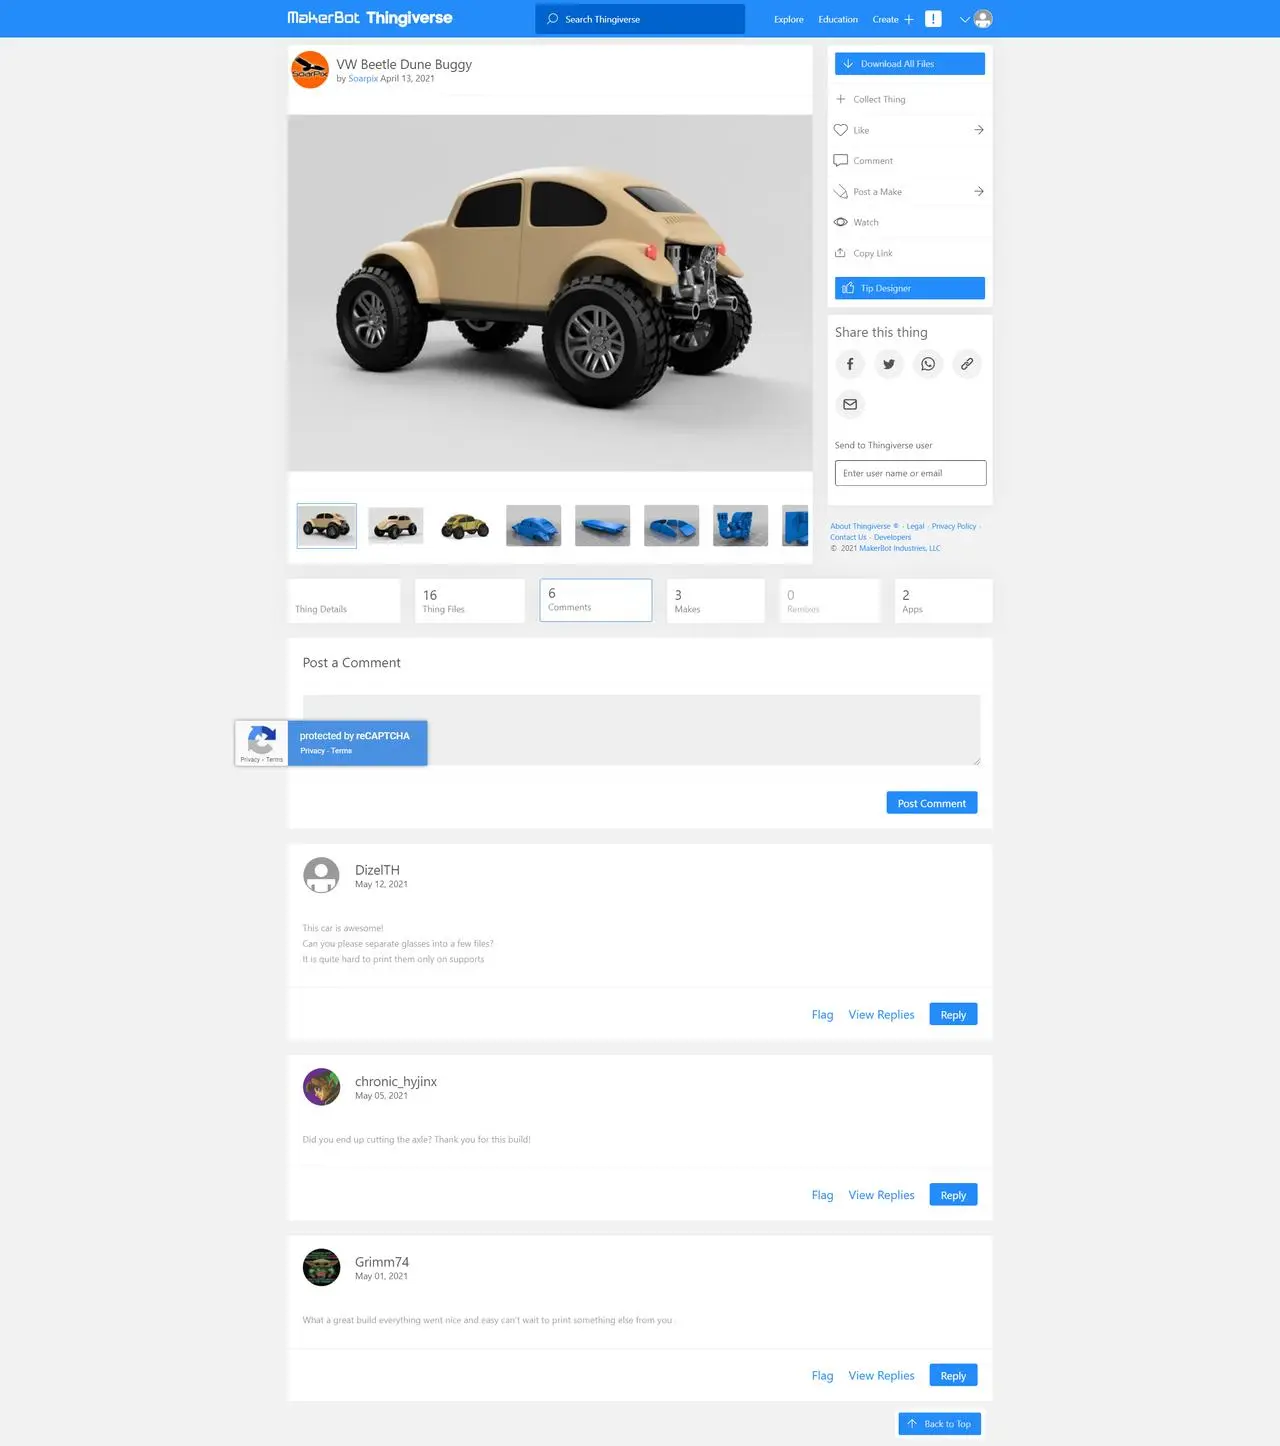 MakerBot Thingiverse
Search Thingiverse
Explore
Education
Create
SoarPix
VW Beetle Dune Buggy
by Soarpix April 13, 2021
Download All Files
Collect Thing
Like
Comment
Post a Make
Watch
Copy Link
Tip Designer
Share this thing
Send to Thingiverse user
Enter user name or email
About Thingiverse ® · Legal · Privacy Policy ·
Contact Us · Developers
© 2021 MakerBot Industries, LLC
Thing Details
16
Thing Files
6
Comments
3
Makes
0
Remixes
2
Apps
Post a Comment
protected by reCAPTCHA
Privacy - Terms
Privacy - Terms
Post Comment
DizelTH
May 12, 2021
This car is awesome!
Can you please separate glasses into a few files?
It is quite hard to print them only on supports
Flag View Replies Reply
chronic_hyjinx
May 05, 2021
Did you end up cutting the axle? Thank you for this build!
Flag View Replies Reply
Grimm74
May 01, 2021
What a great build everything went nice and easy can't wait to print something else from you .
Flag View Replies Reply
Back to Top